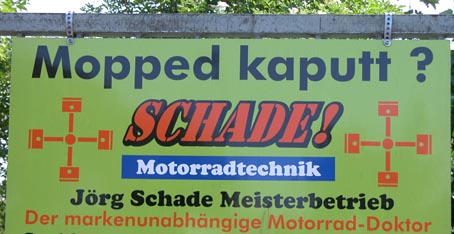 Mopped kaputt ?
SCHADE!
Motorradtechnik
Jörg Schade Meisterbetrieb
Der markenunabhängige Motorrad-Doktor